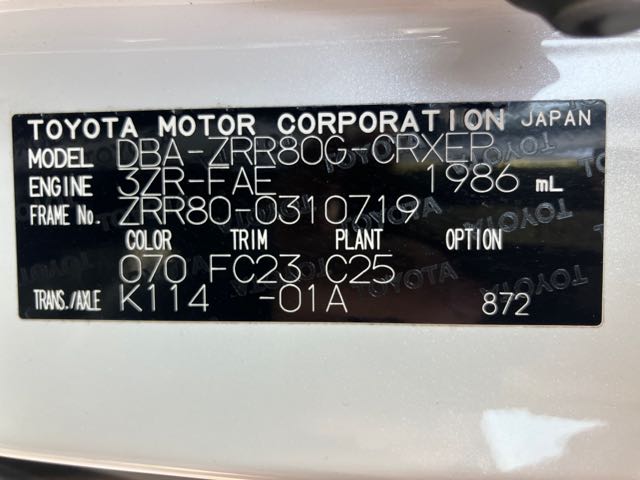 TOYOTA MOTOR CORPORATION JAPAN
MODEL DBA-ZRR80G-CRXEP
ENGINE 3ZR-FAE 1986 mL
FRAME No. ZRR80-0310719
COLOR TRIM PLANT OPTION
070 FC23 C25
TRANS./AXLE K114 -01A 872